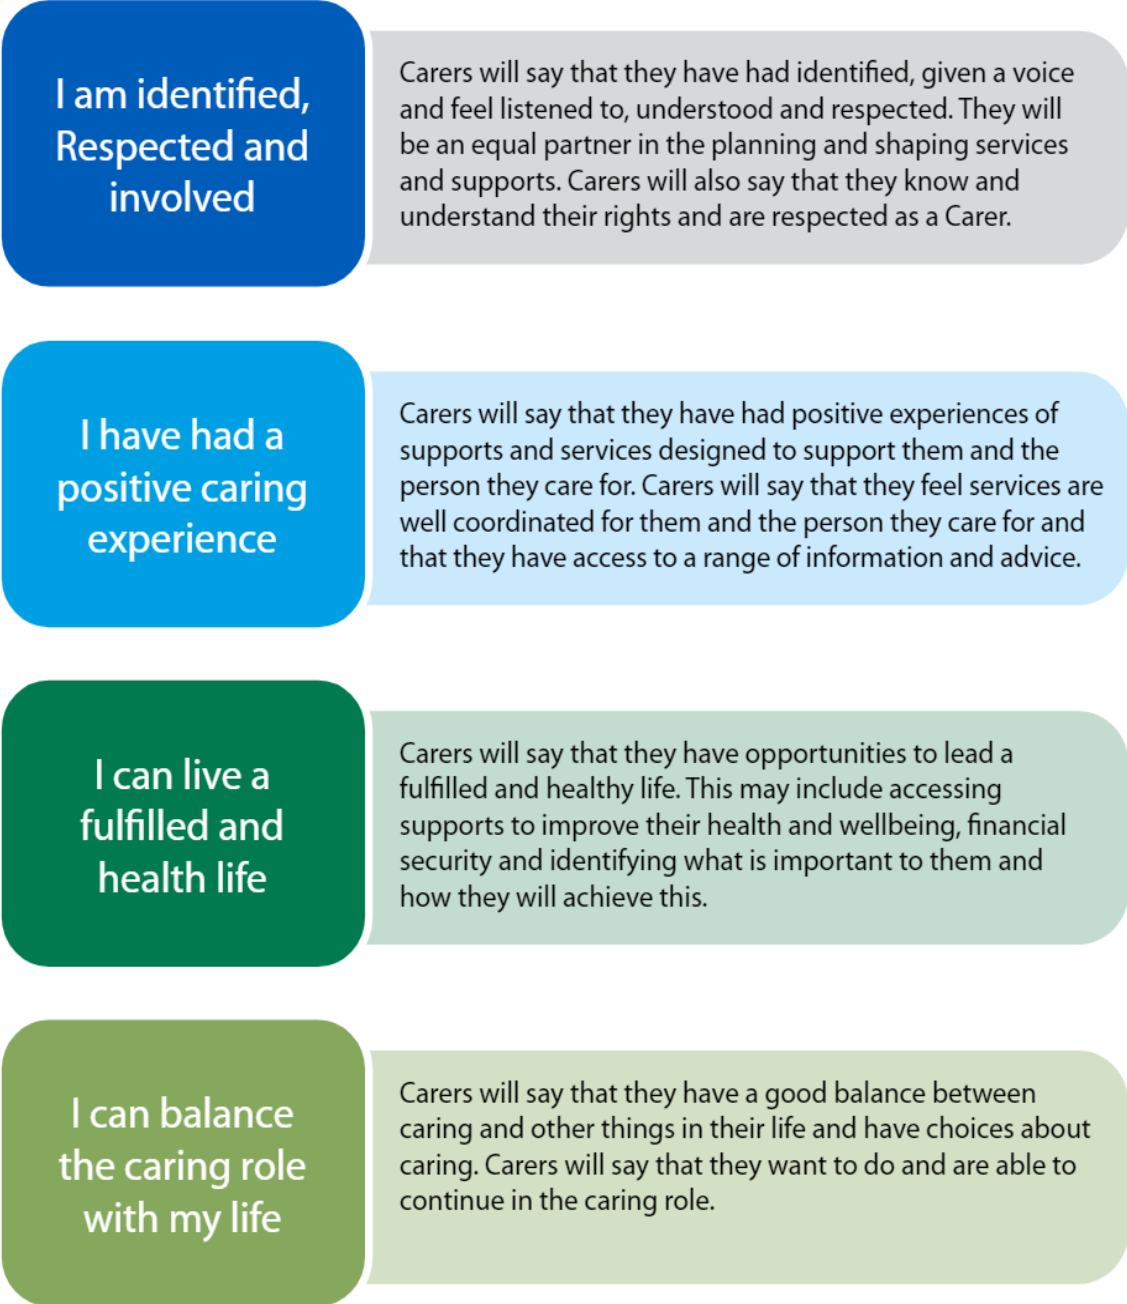 I am identified,
Respected and
involved
Carers will say that they have had identified, given a voice
and feel listened to, understood and respected. They will
be an equal partner in the planning and shaping services
and supports. Carers will also say that they know and
understand their rights and are respected as a Carer.
I have had a
positive caring
experience
Carers will say that they have had positive experiences of
supports and services designed to support them and the
person they care for. Carers will say that they feel services are
well coordinated for them and the person they care for and
that they have access to a range of information and advice.
I can live a
fulfilled and
health life
Carers will say that they have opportunities to lead a
fulfilled and healthy life. This may include accessing
supports to improve their health and wellbeing, financial
security and identifying what is important to them and
how they will achieve this.
I can balance
the caring role
with my life
Carers will say that they have a good balance between
caring and other things in their life and have choices about
caring. Carers will say that they want to do and are able to
continue in the caring role.